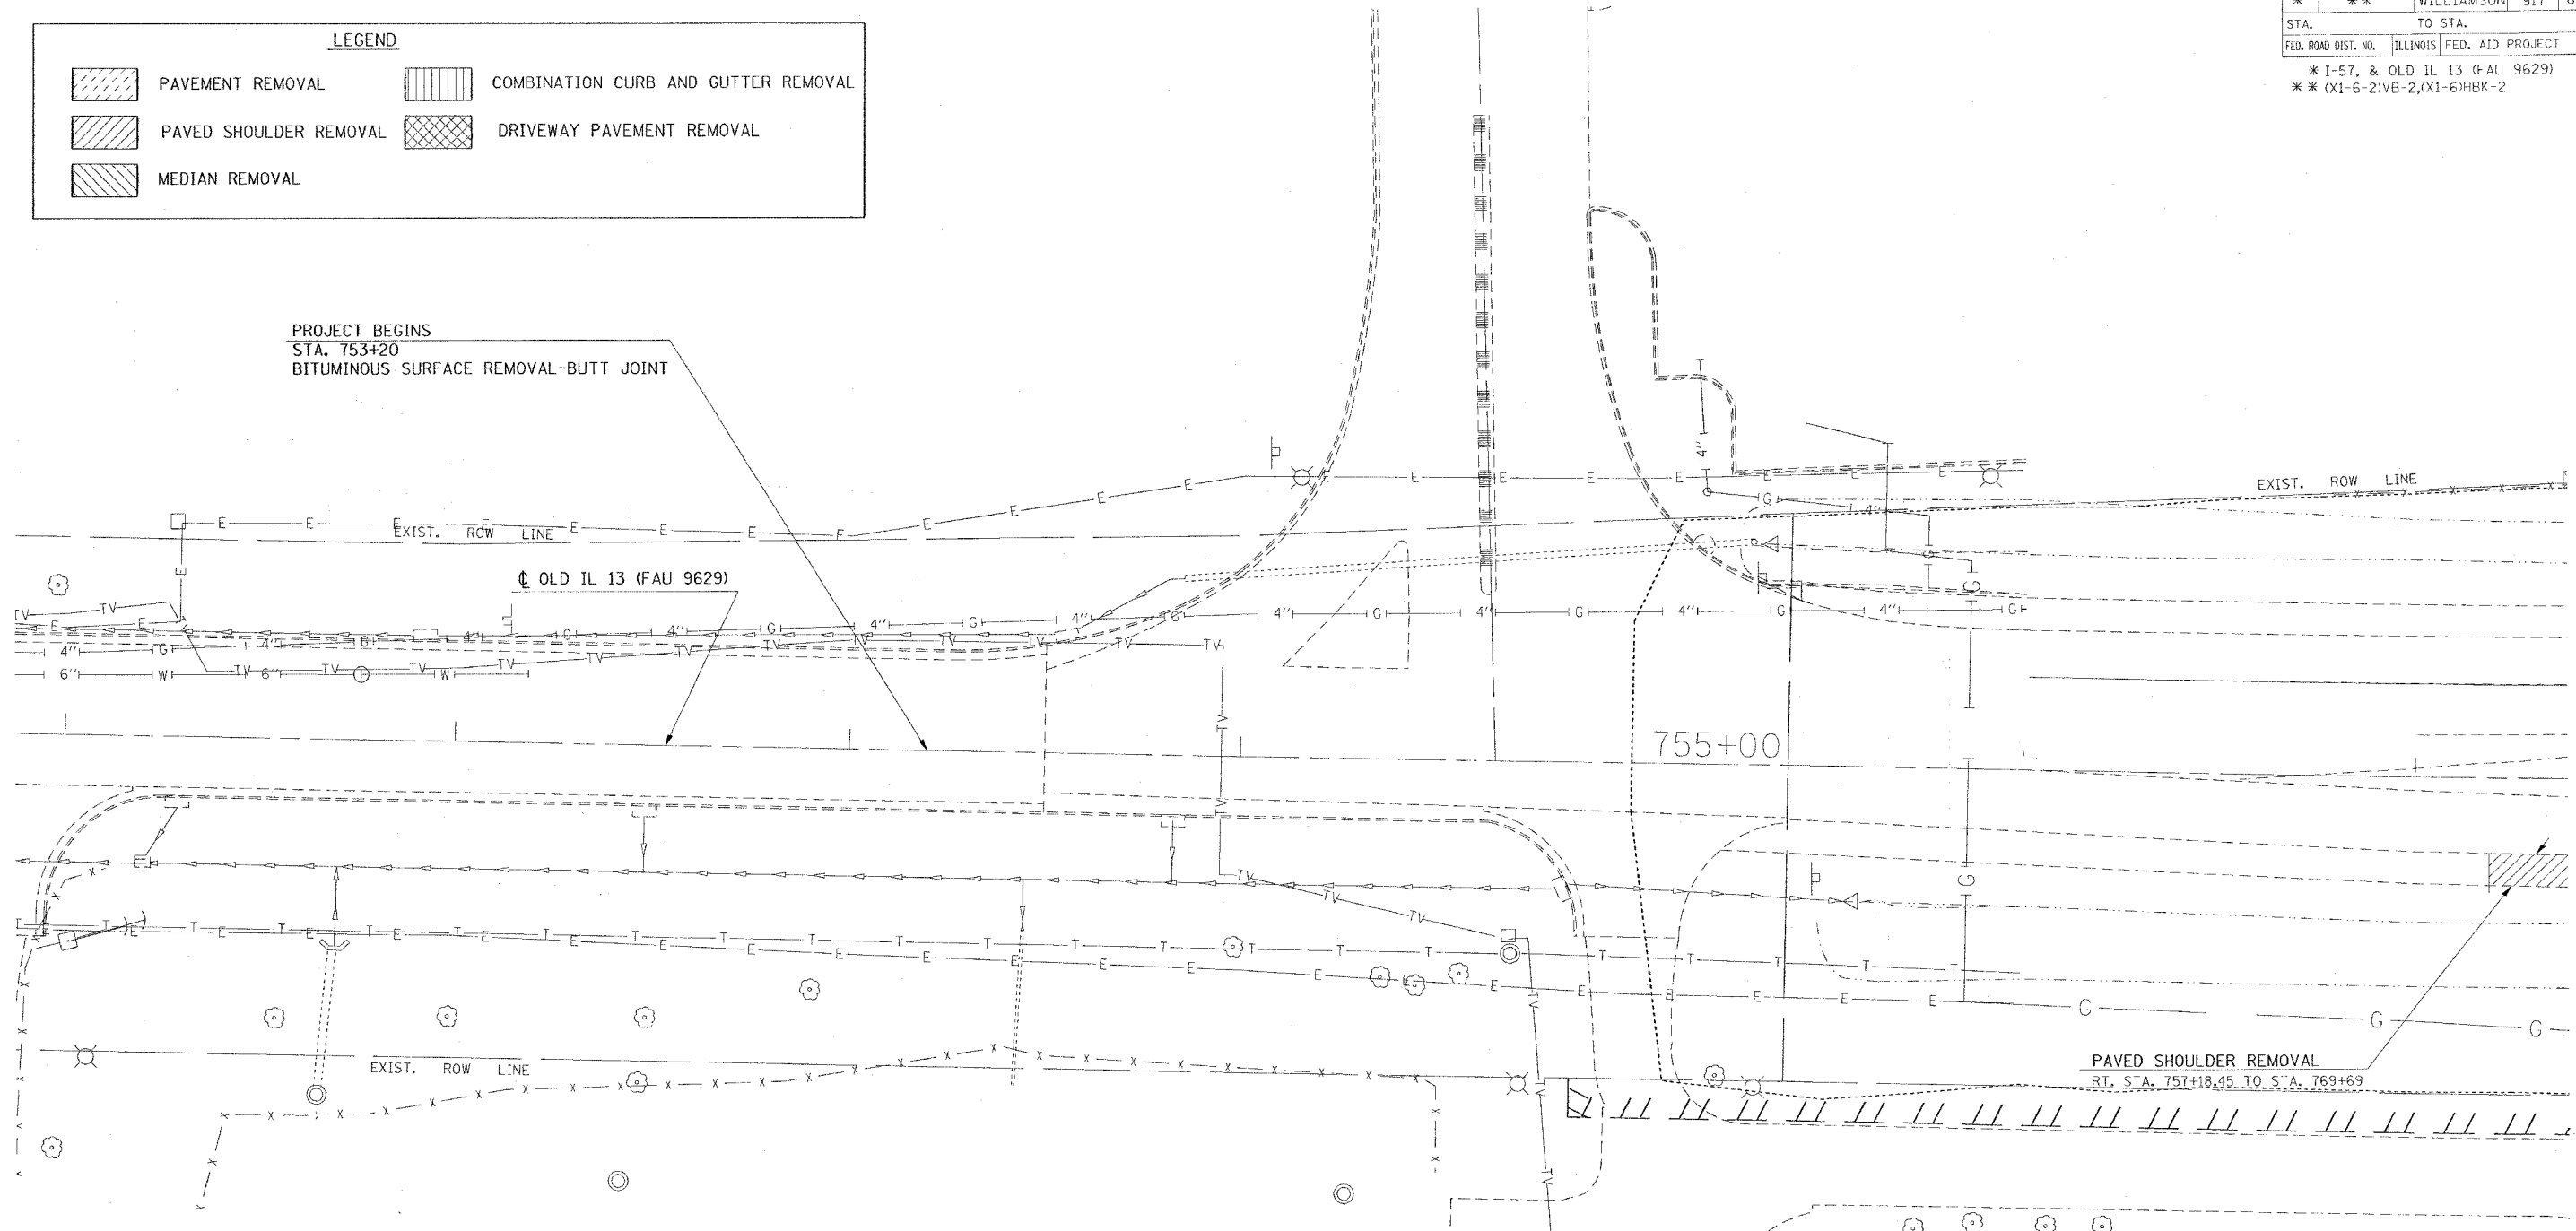 LEGEND
PAVEMENT REMOVAL
COMBINATION CURB AND GUTTER REMOVAL
PAVED SHOULDER REMOVAL
DRIVEWAY PAVEMENT REMOVAL
MEDIAN REMOVAL
* ** WILLIAMSON 917
STA. TO STA.
FED. ROAD DIST. NO. ILLINOIS FED. AID PROJECT
* I-57, & OLD IL 13 (FAU 9629)
** (X1-6-2)VB-2,(X1-6)HBK-2
PROJECT BEGINS
STA. 753+20
BITUMINOUS SURFACE REMOVAL-BUTT JOINT
EXIST. ROW LINE
EXIST. ROW LINE
℄ OLD IL 13 (FAU 9629)
755+00
EXIST. ROW LINE
PAVED SHOULDER REMOVAL
RT. STA. 757+18.45 TO STA. 769+69